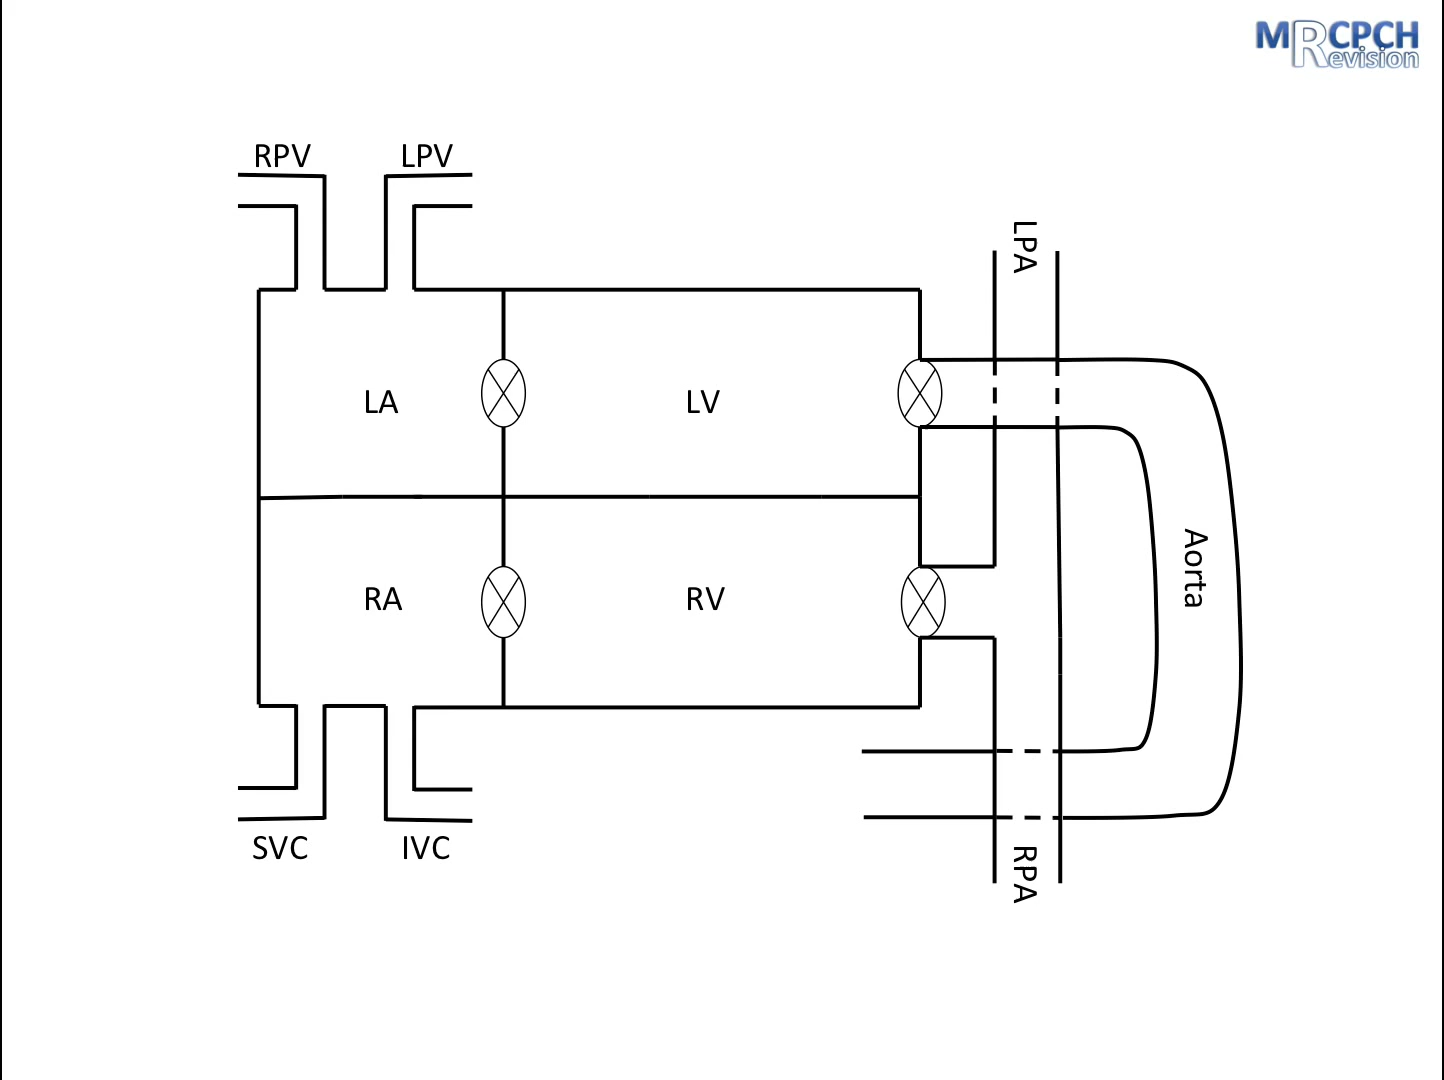 MRCPCH
Revision
RPV
LPV
LPA
LA
LV
Aorta
RA
RV
SVC
IVC
RPA